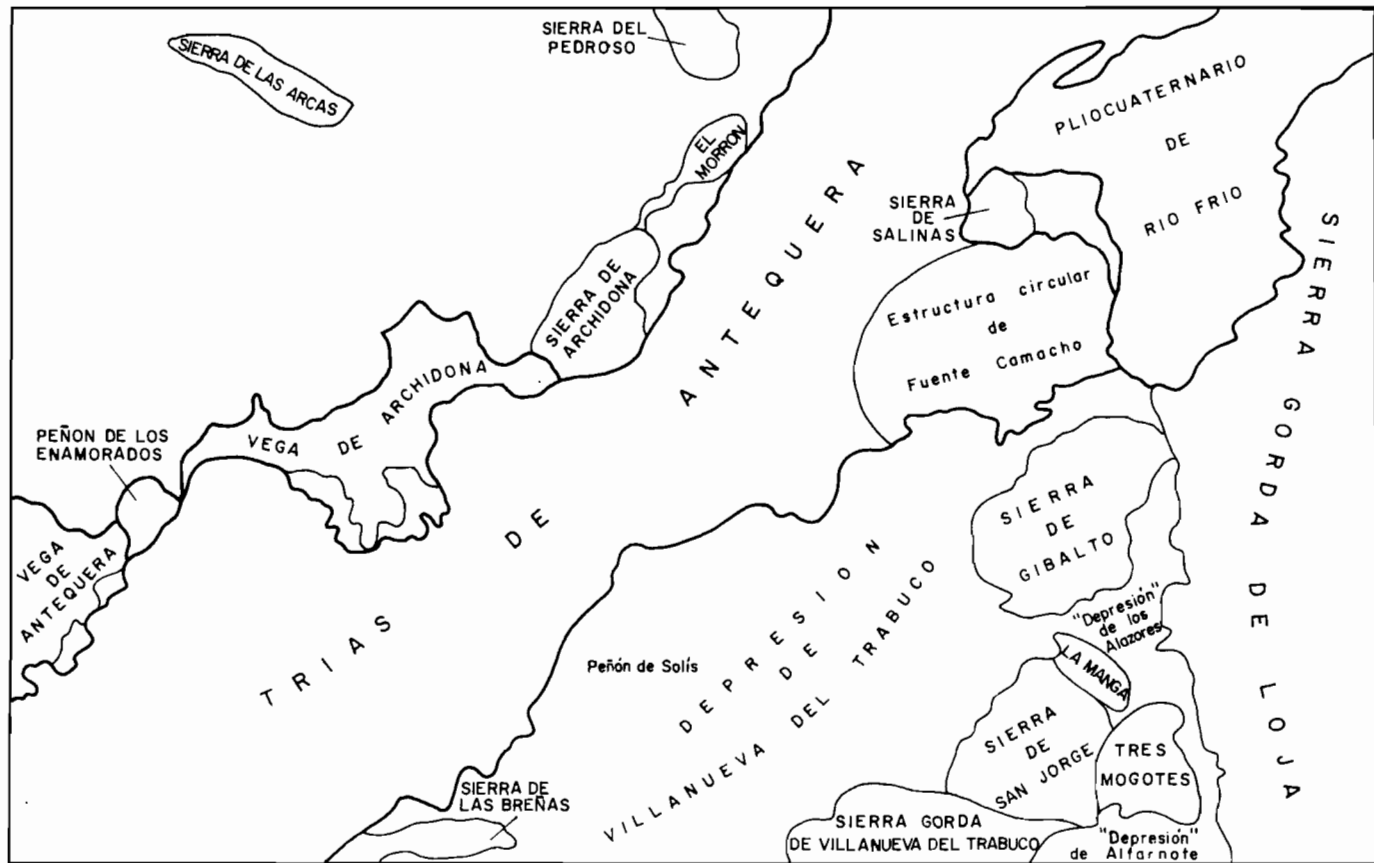 SIERRA DE LAS ARCAS
SIERRA DEL
PEDROSO
EL
MORRON
PLIOCUATERNARIO
DE
RIO FRIO
SIERRA
DE
SALINAS
SIERRA DE
ARCHIDONA
Estructura circular
de
Fuente Camacho
SIERRA GORDA DE LOJA
TRIAS DE ANTEQUERA
VEGA DE ARCHIDONA
PEÑON DE LOS
ENAMORADOS
VEGA
DE
ANTEQUERA
SIERRA
DE
GIBALTO
"Depresión"
de los
Alazores
LA MANGA
Peñón de Solís
DEPRESION
DE
VILLANUEVA DEL TRABUCO
SIERRA
DE
SAN JORGE
TRES
MOGOTES
SIERRA DE
LAS BREÑAS
SIERRA GORDA
DE VILLANUEVA DEL TRABUCO
"Depresión"
de Alfarnote